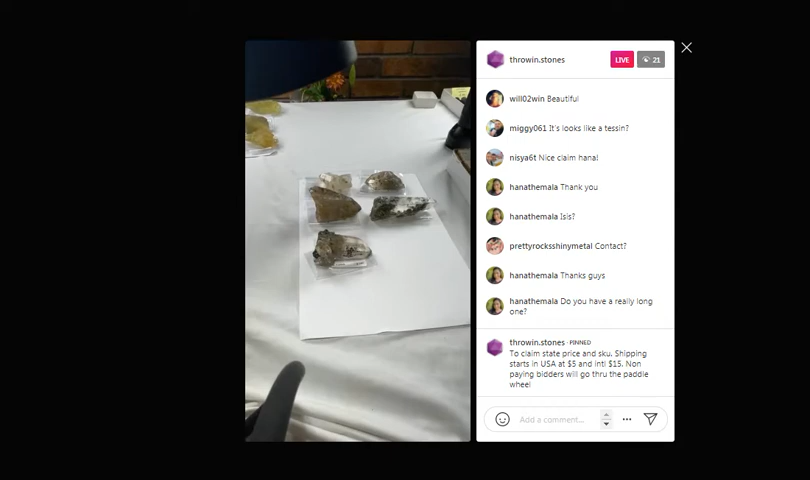 throwin.stones
LIVE
21
will02win Beautiful
miggy061 It's looks like a tessin?
nisya6t Nice claim hana!
hanathemala Thank you
hanathemala Isis?
prettyrocksshinymetal Contact?
hanathemala Thanks guys
hanathemala Do you have a really long
one?
throwin.stones · PINNED
To claim state price and sku. Shipping
starts in USA at $5 and intl $15. Non
paying bidders will go thru the paddle
wheel
Add a comment...